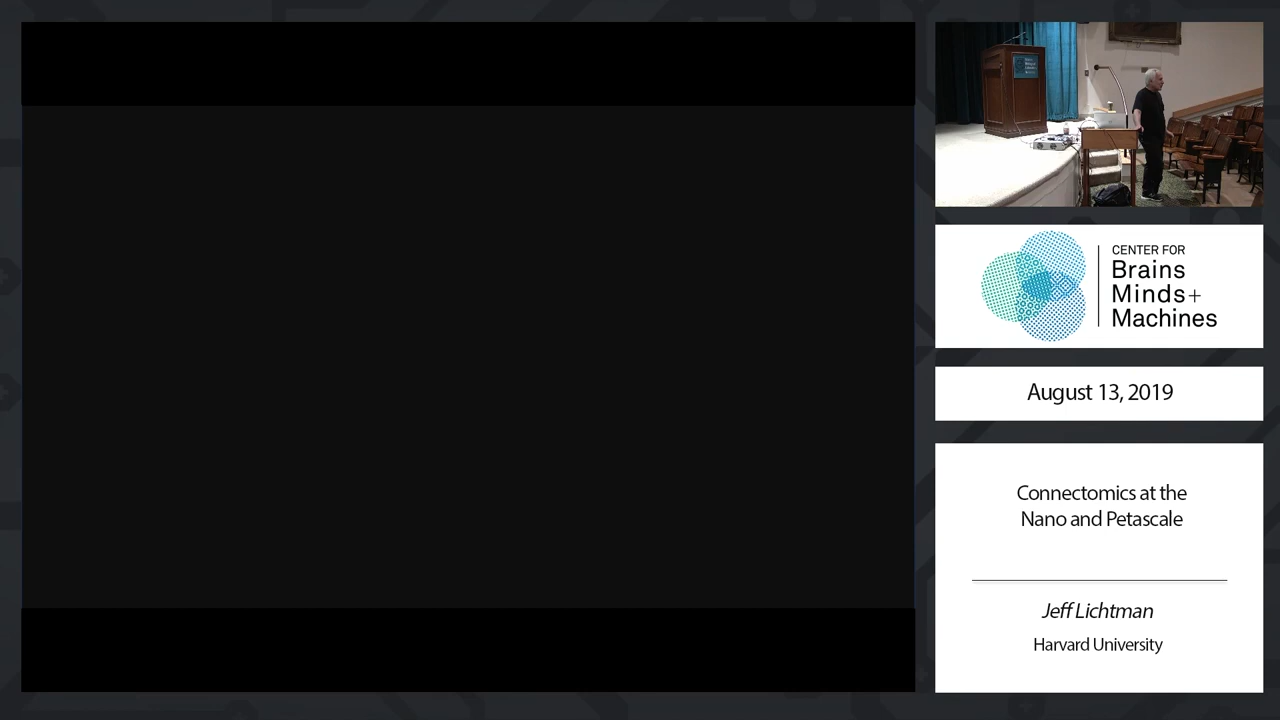 CENTER FOR
Brains
Minds+
Machines
August 13, 2019
Connectomics at the
Nano and Petascale
Jeff Lichtman
Harvard University